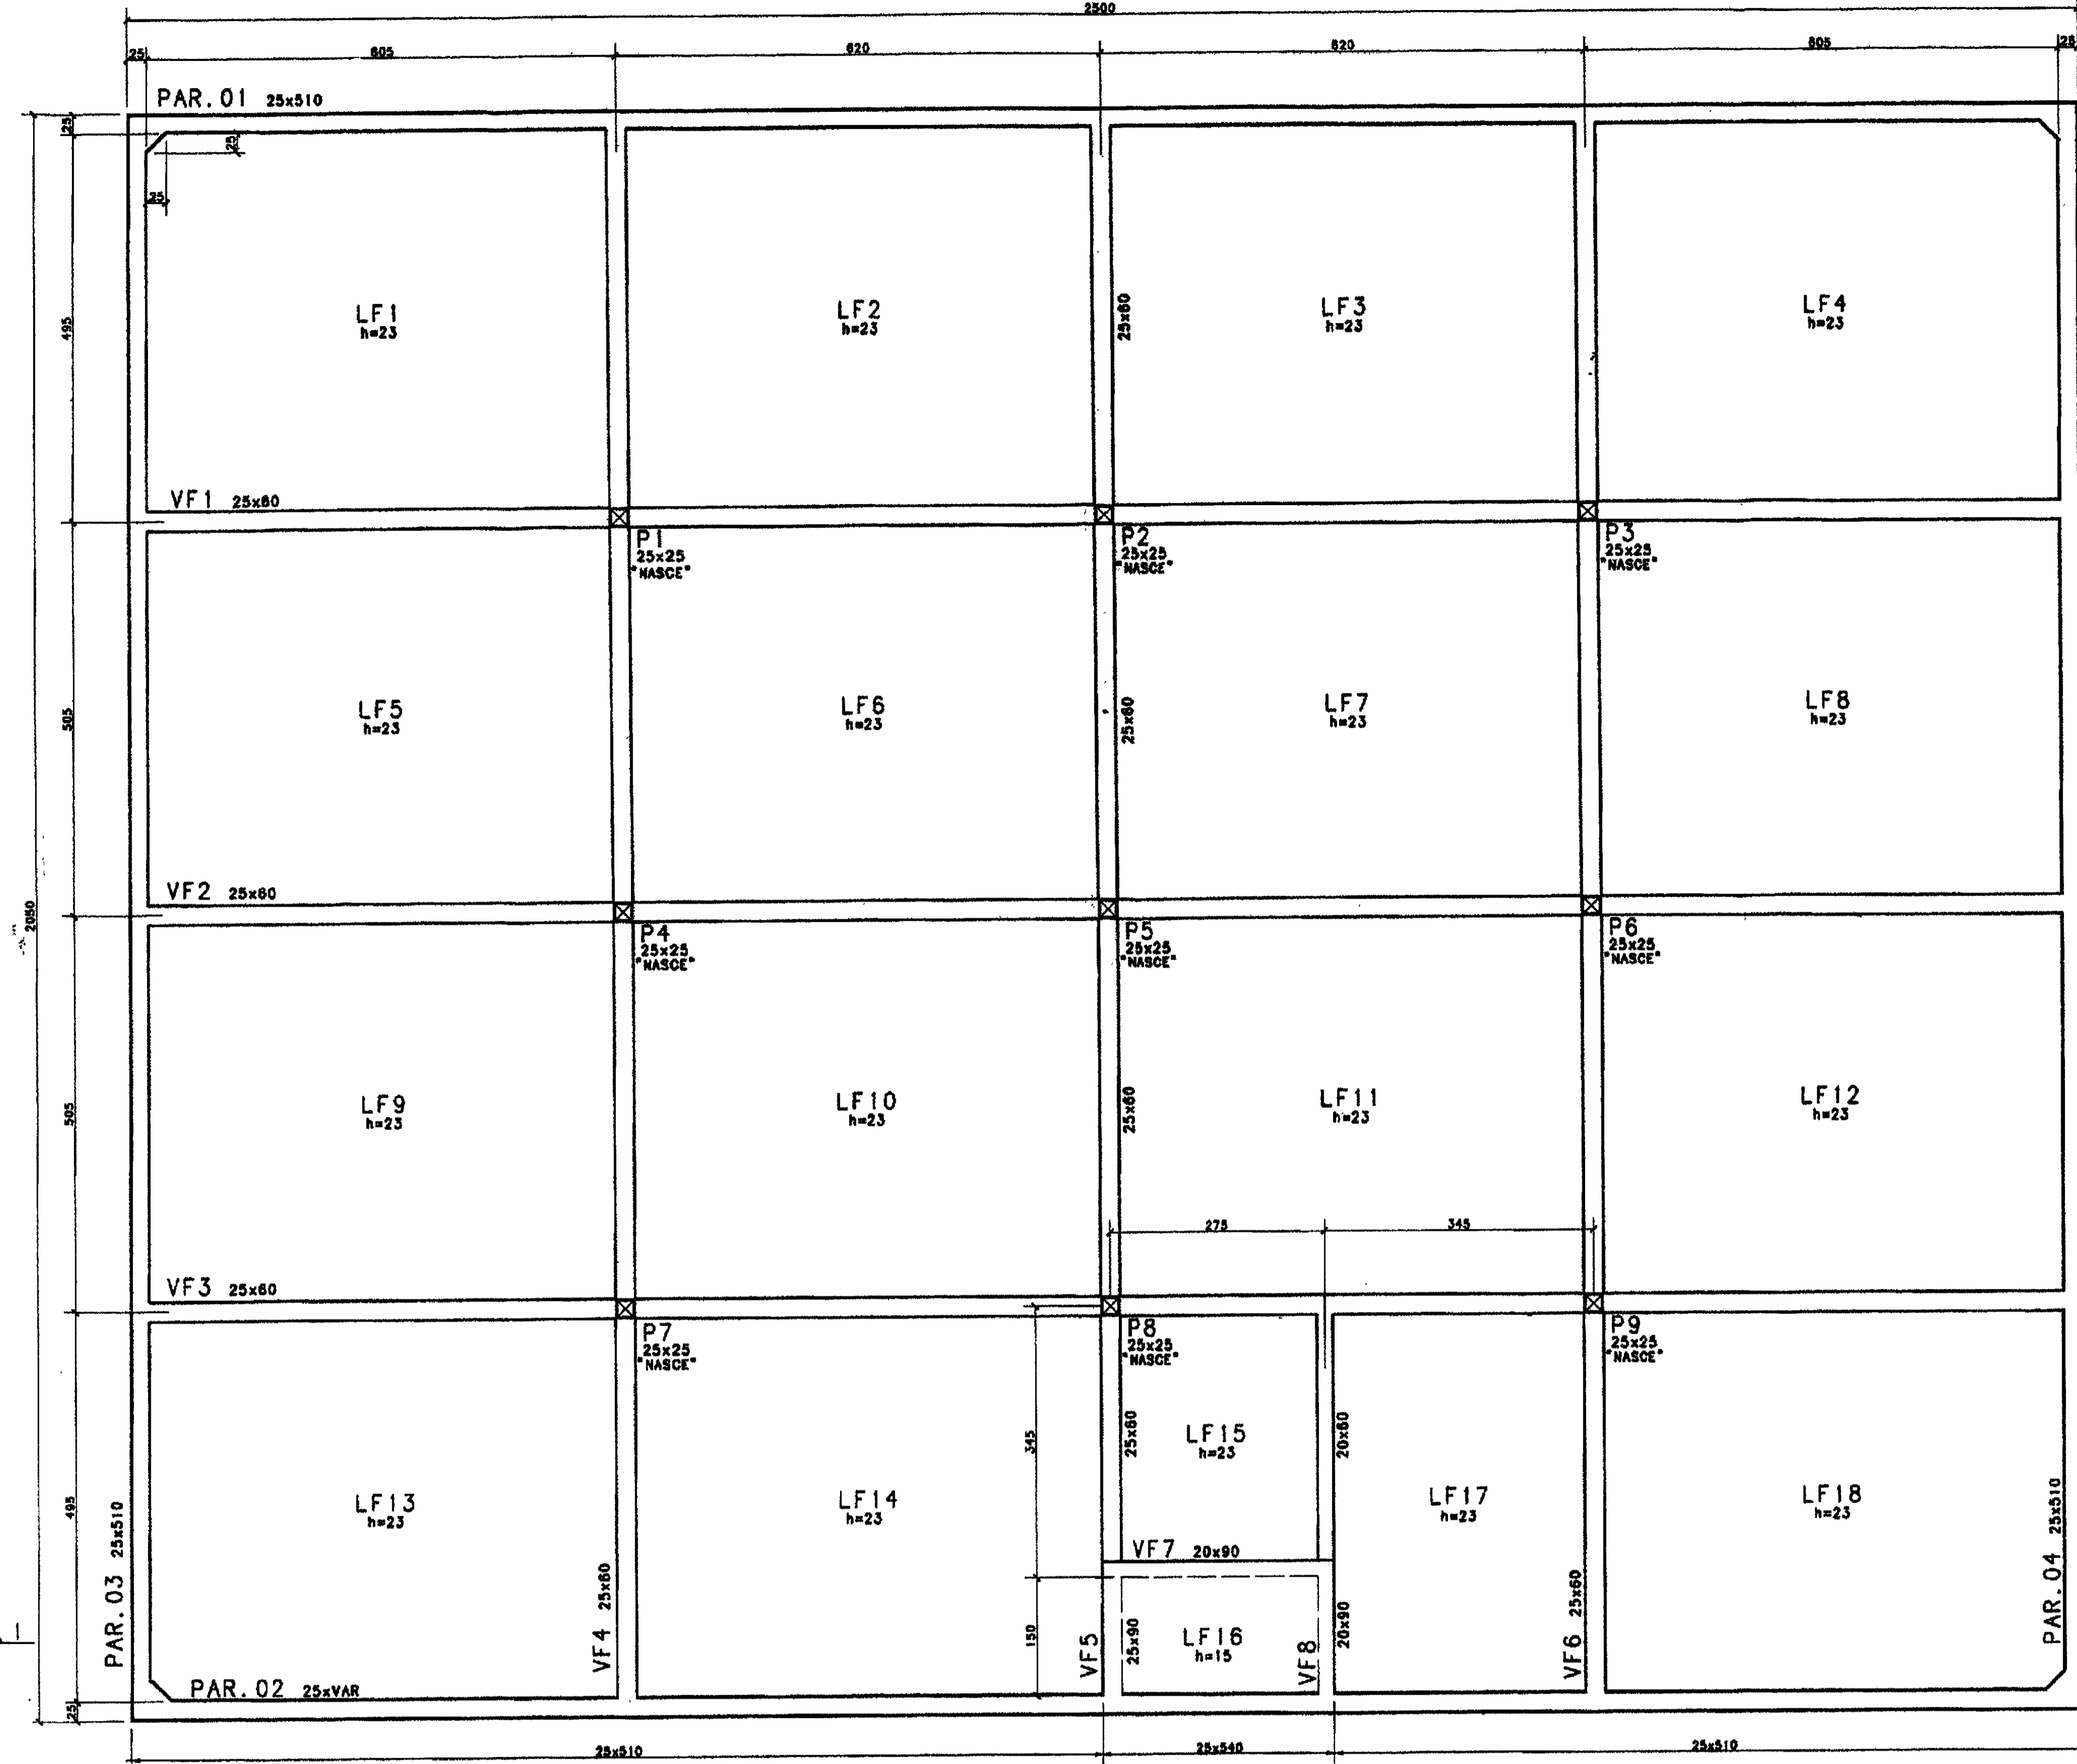 2500
25 605 620 620 605 25
PAR.01 25x510
25
25
25
495
LF1
h=23
LF2
h=23
25x60
LF3
h=23
LF4
h=23
VF1 25x60
P1
25x25
"NASCE"
P2
25x25
"NASCE"
P3
25x25
"NASCE"
2050
505
LF5
h=23
LF6
h=23
25x60
LF7
h=23
LF8
h=23
VF2 25x60
P4
25x25
"NASCE"
P5
25x25
"NASCE"
P6
25x25
"NASCE"
505
LF9
h=23
LF10
h=23
25x60
LF11
h=23
LF12
h=23
275 345
VF3 25x60
P7
25x25
"NASCE"
P8
25x25
"NASCE"
P9
25x25
"NASCE"
495
LF13
h=23
LF14
h=23
345
25x60
LF15
h=23
20x60
LF17
h=23
LF18
h=23
VF7 20x90
150
25x90
LF16
h=15
20x90
PAR.03 25x510
VF4 25x60
VF5
VF8
VF6 25x60
PAR.04 25x510
PAR.02 25xVAR
25
25x510 25x540 25x510